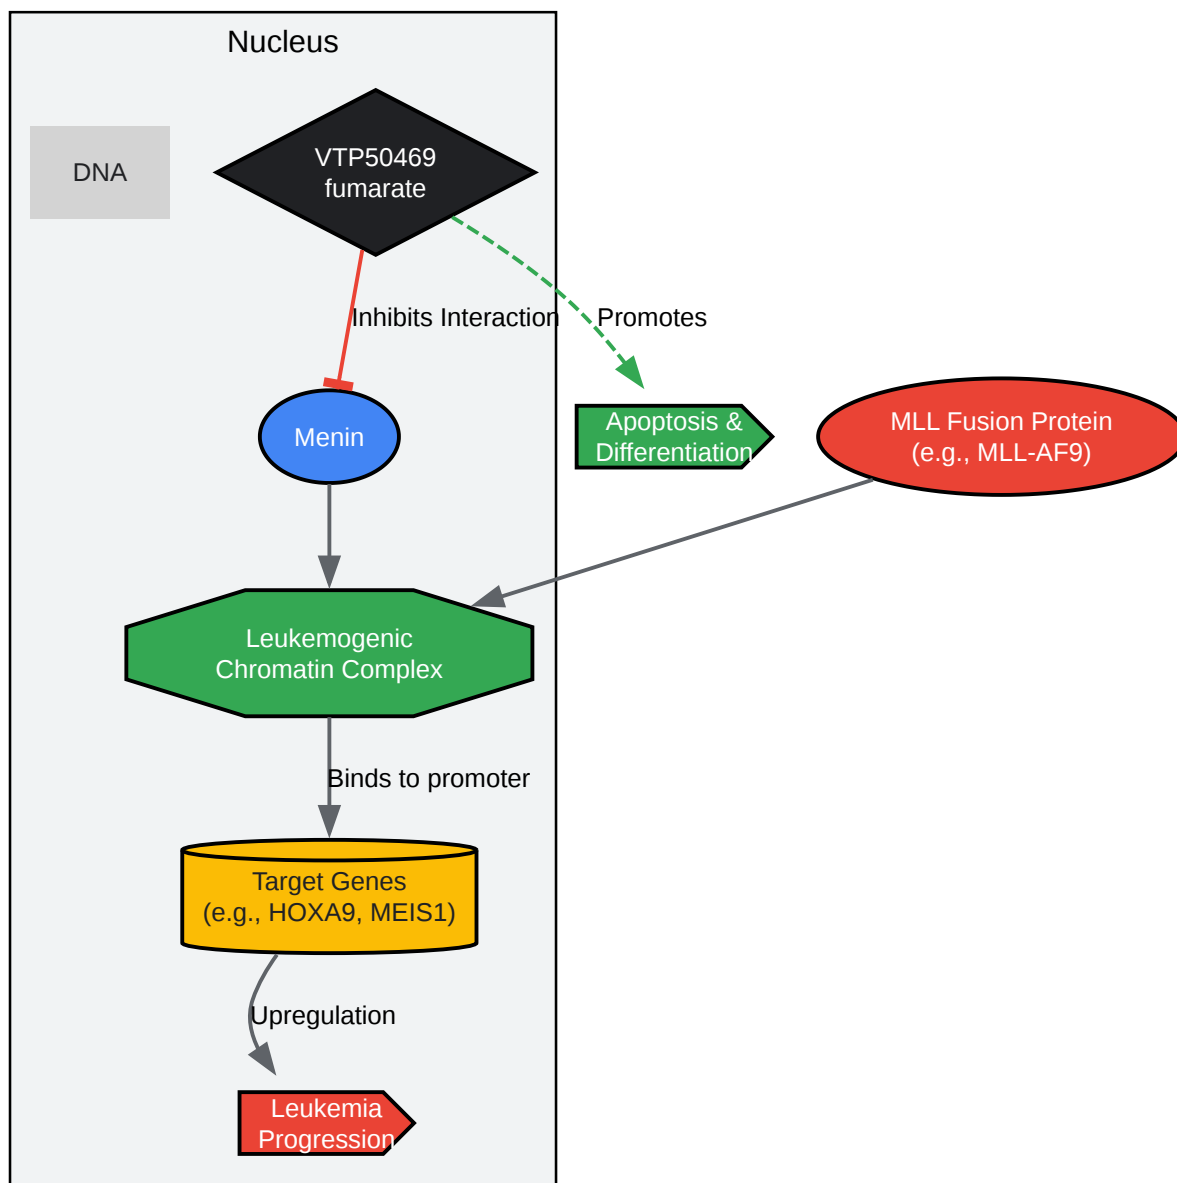 Nucleus
DNA
VTP50469
fumarate
Inhibits Interaction
Promotes
Menin
Apoptosis &
Differentiation
MLL Fusion Protein
(e.g., MLL-AF9)
Leukemogenic
Chromatin Complex
Binds to promoter
Target Genes
(e.g., HOXA9, MEIS1)
Upregulation
Leukemia
Progression